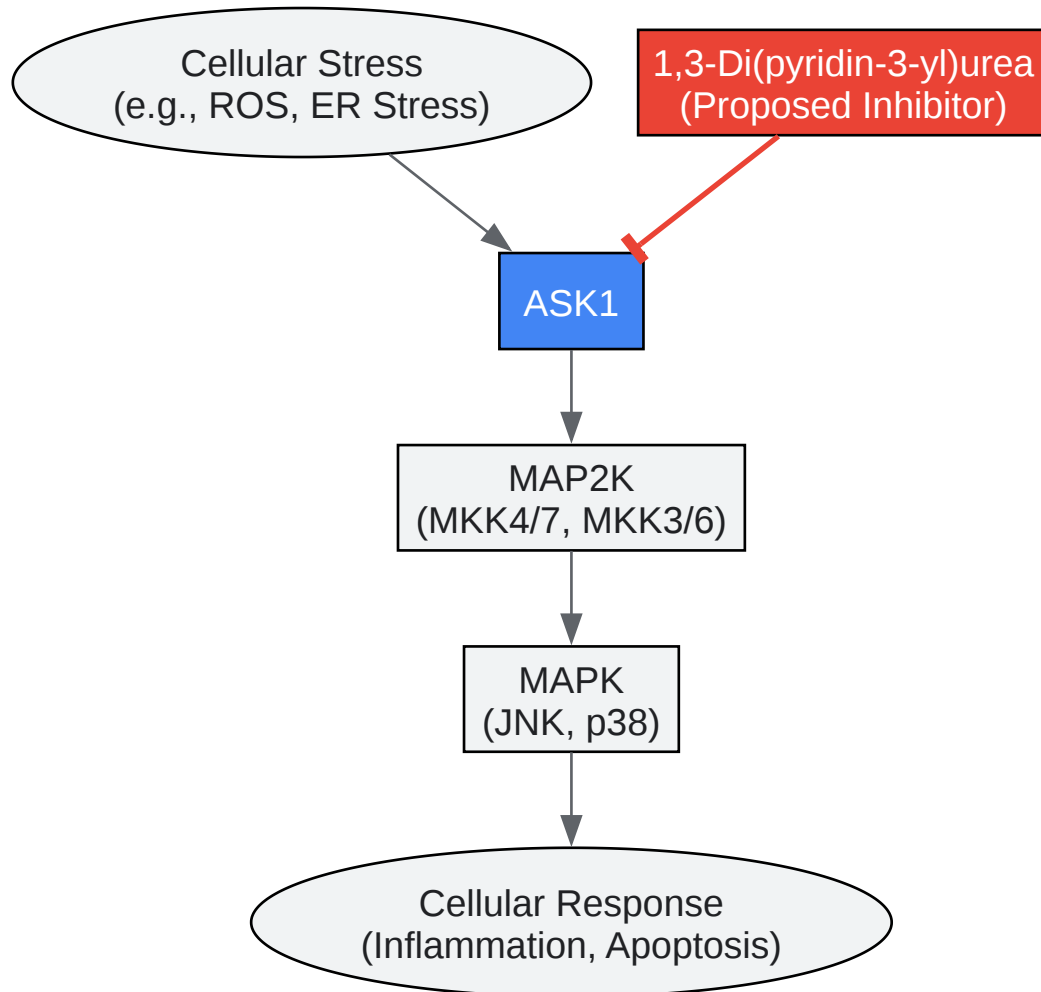 Cellular Stress
(e.g., ROS, ER Stress)
1,3-Di(pyridin-3-yl)urea
(Proposed Inhibitor)
ASK1
MAP2K
(MKK4/7, MKK3/6)
MAPK
(JNK, p38)
Cellular Response
(Inflammation, Apoptosis)